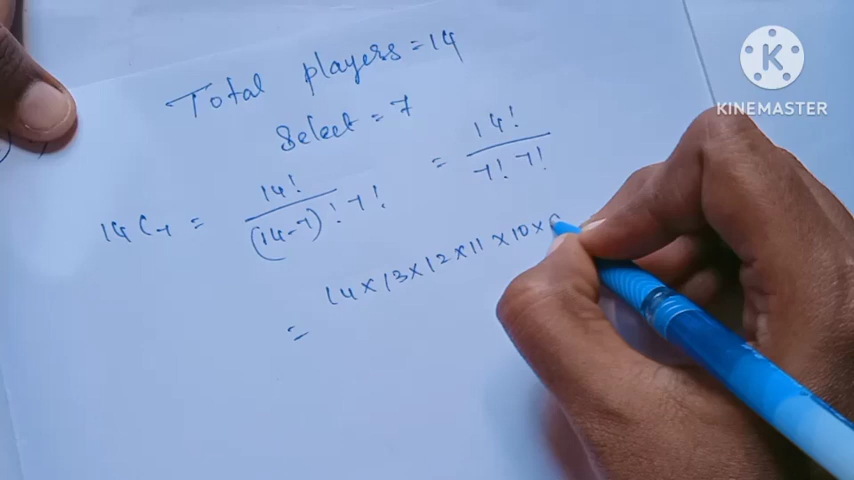 Total players = 14
Select = 7
14C7 = 14! / (14-7)! 7! = 14! / 7! 7!
= 14 x 13 x 12 x 11 x 10 x
KINEMASTER